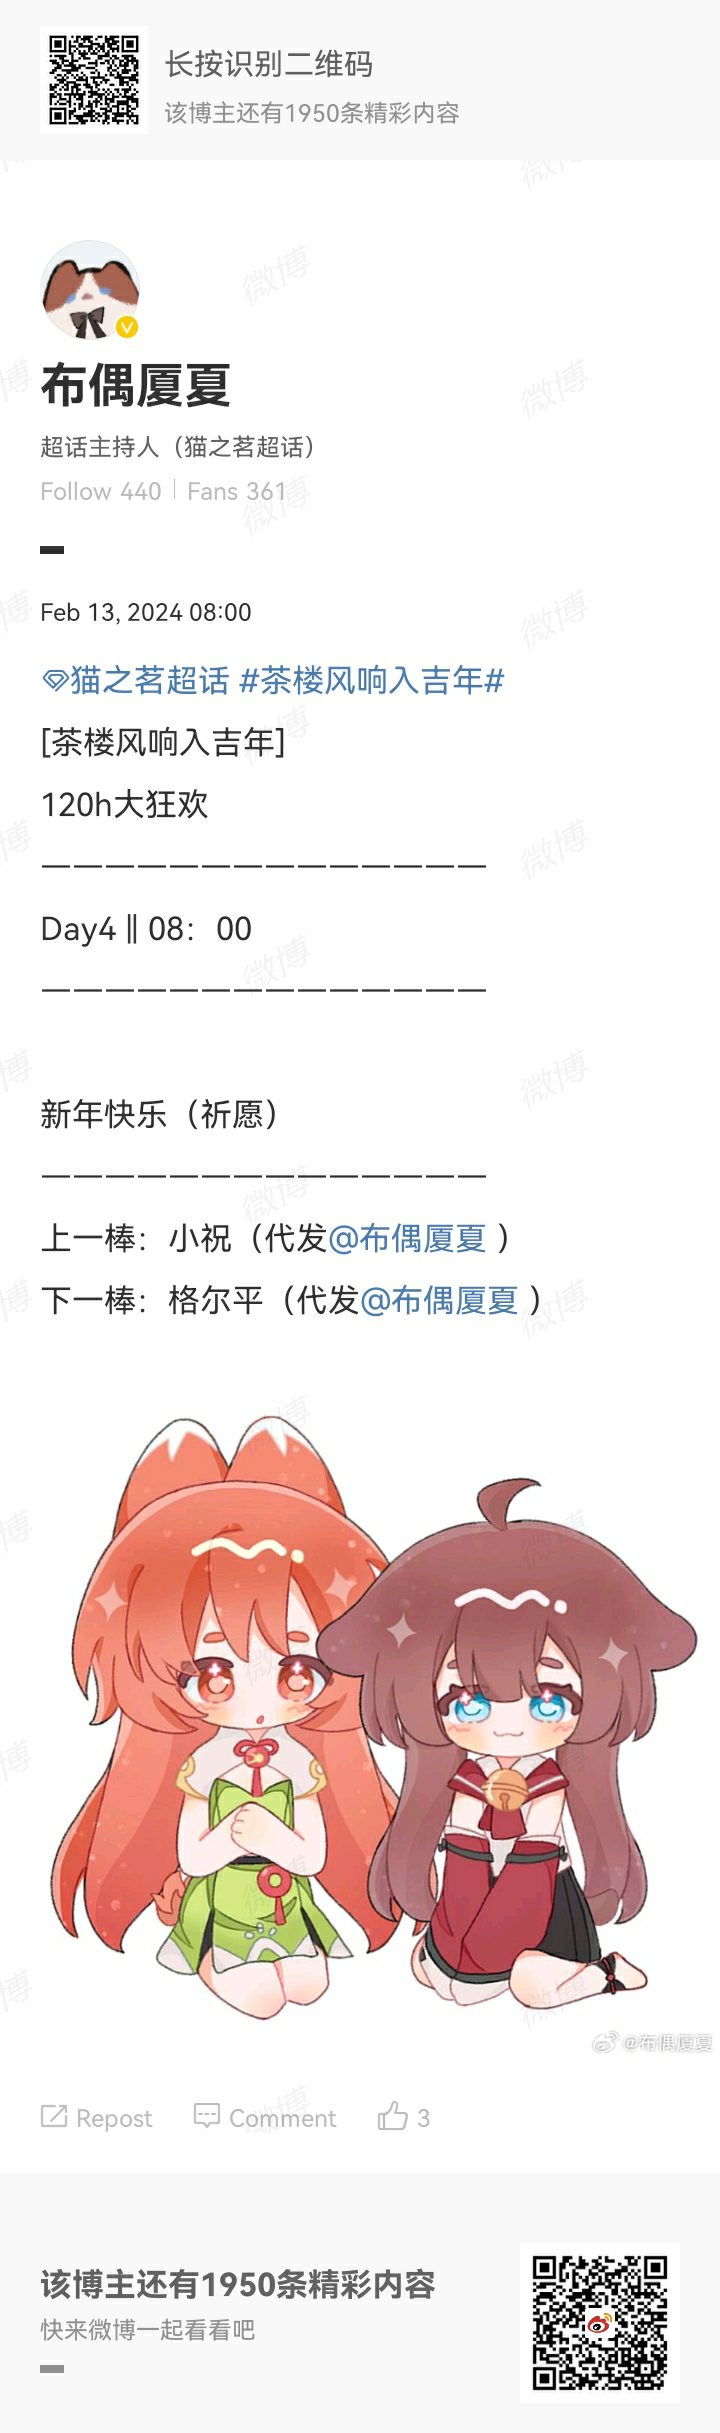 长按识别二维码
该博主还有1950条精彩内容
布偶厦夏
超话主持人（猫之茗超话）
Follow 440 | Fans 361
Feb 13, 2024 08:00
猫之茗超话 #茶楼风响入吉年#
[茶楼风响入吉年]
120h大狂欢
——————————————
Day4 || 08：00
——————————————
新年快乐（祈愿）
——————————————
上一棒：小祝（代发@布偶厦夏 ）
下一棒：格尔平（代发@布偶厦夏 ）
@布偶厦夏
Repost Comment 3
该博主还有1950条精彩内容
快来微博一起看看吧
微博